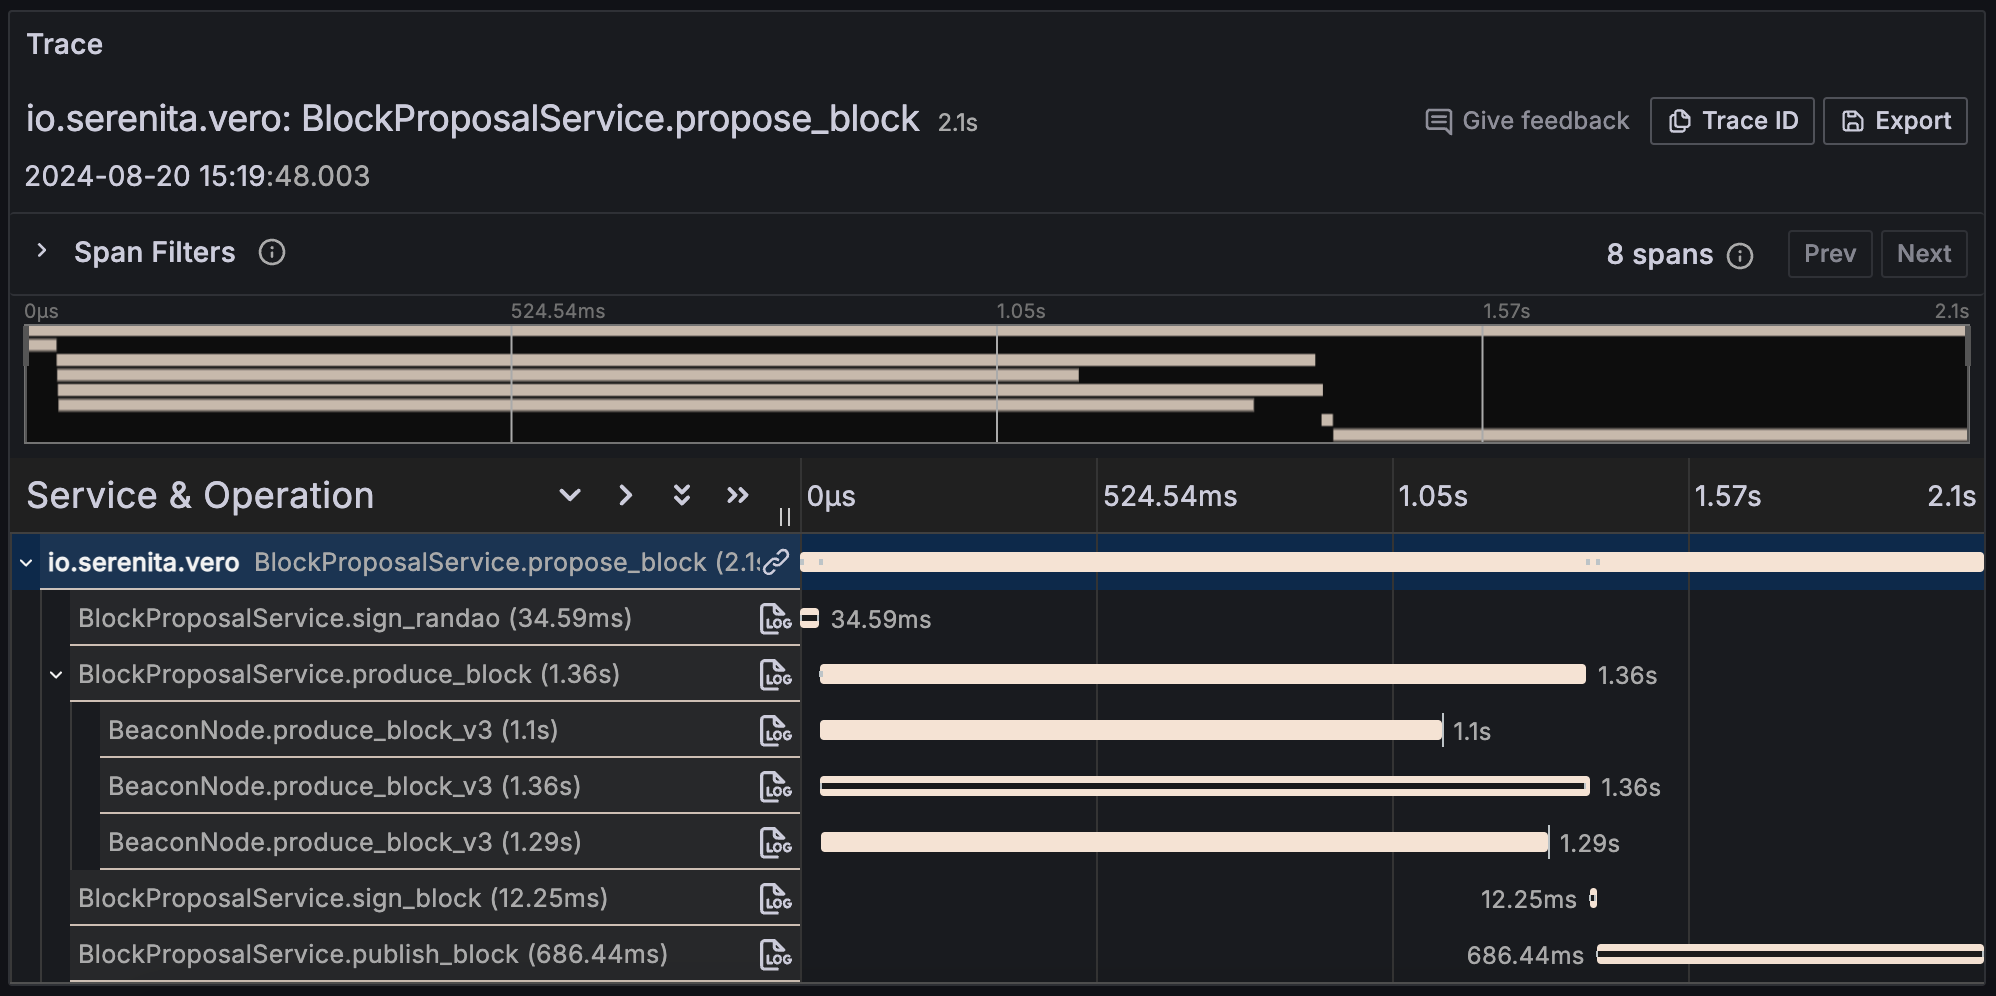 Trace
io.serenita.vero: BlockProposalService.propose_block 2.1s
Give feedback
Trace ID
Export
2024-08-20 15:19:48.003
Span Filters
8 spans
Prev
Next
0μs 524.54ms 1.05s 1.57s 2.1s
Service & Operation
0μs 524.54ms 1.05s 1.57s 2.1s
io.serenita.vero BlockProposalService.propose_block (2.1s
BlockProposalService.sign_randao (34.59ms) LOG 34.59ms
BlockProposalService.produce_block (1.36s) LOG 1.36s
BeaconNode.produce_block_v3 (1.1s) LOG 1.1s
BeaconNode.produce_block_v3 (1.36s) LOG 1.36s
BeaconNode.produce_block_v3 (1.29s) LOG 1.29s
BlockProposalService.sign_block (12.25ms) LOG 12.25ms
BlockProposalService.publish_block (686.44ms) LOG 686.44ms